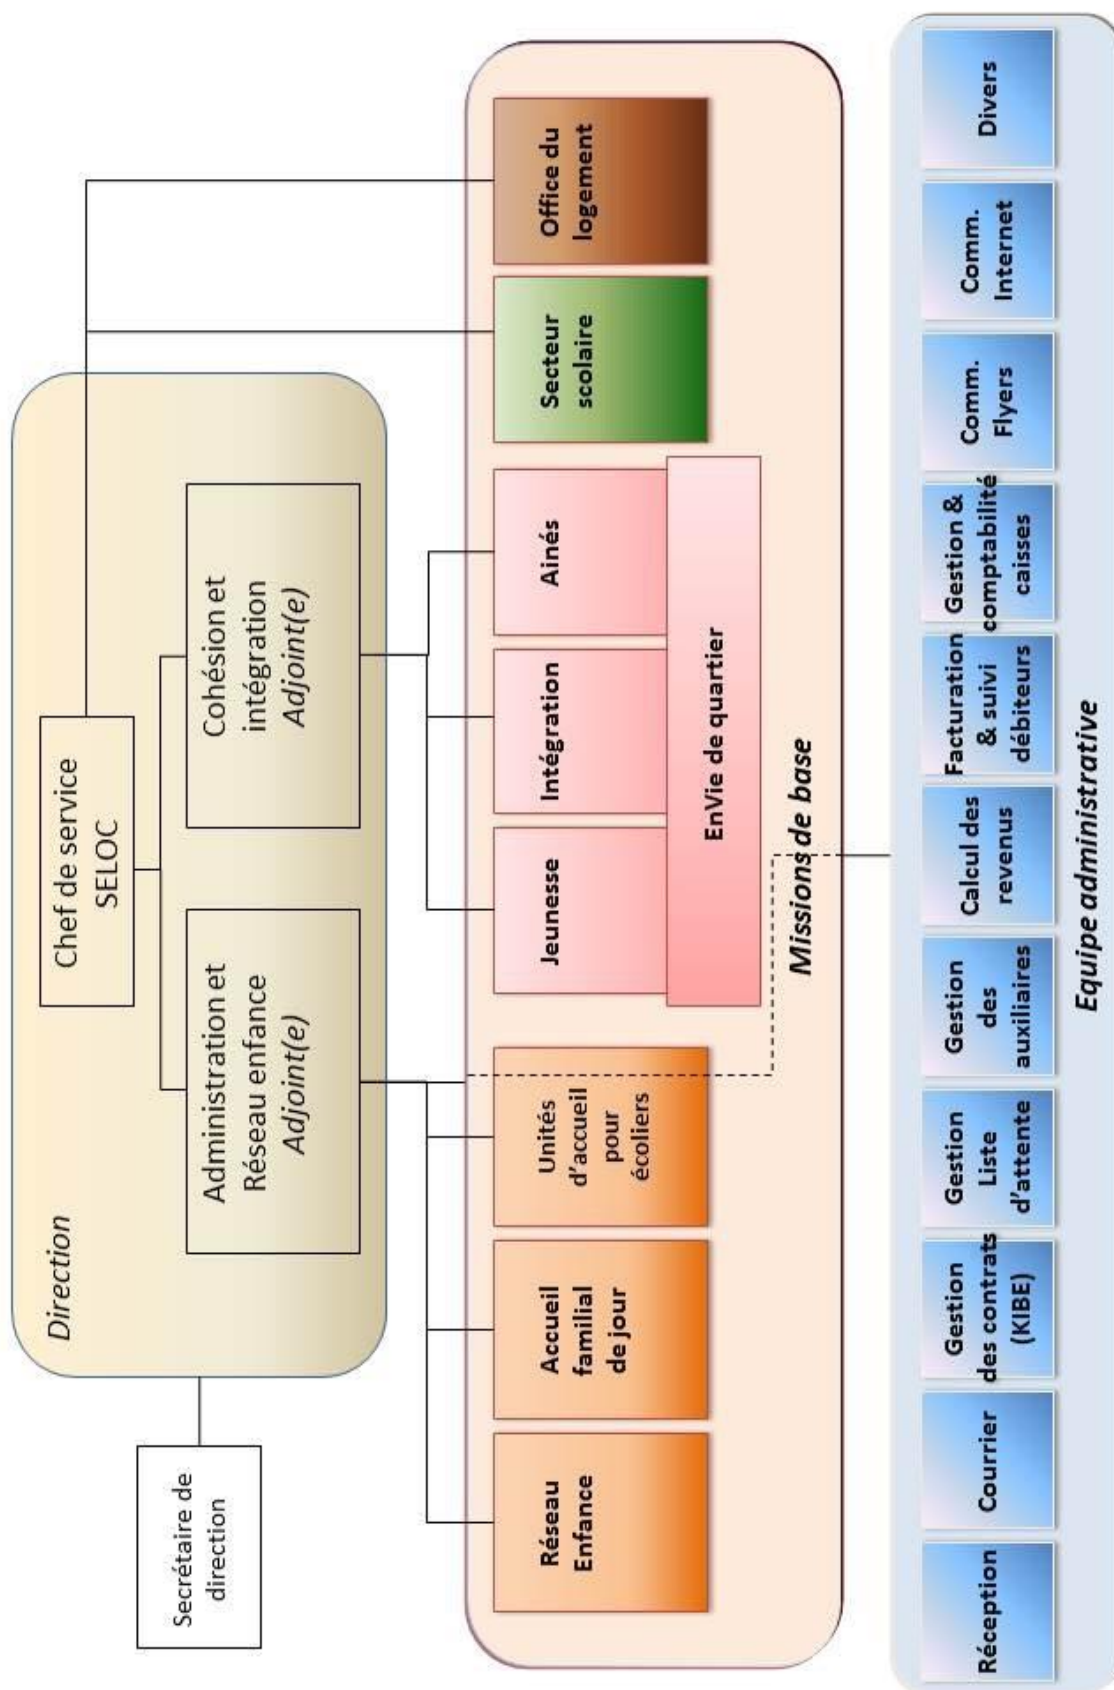 Direction
Chef de service
SELOC
Secrétaire de
direction
Administration et
Réseau enfance
Adjoint(e)
Cohésion et
intégration
Adjoint(e)
Réseau
Enfance
Accueil
familial
de jour
Unités
d'accueil
pour
écoliers
Jeunesse
Intégration
Ainés
EnVie de quartier
Secteur
scolaire
Office du
logement
Missions de base
Réception
Courrier
Gestion
des contrats
(KIBE)
Gestion
Liste
d'attente
Gestion
des
auxiliaires
Calcul des
revenus
Facturation
& suivi
débiteurs
Gestion &
comptabilité
caisses
Comm.
Flyers
Comm.
Internet
Divers
Equipe administrative